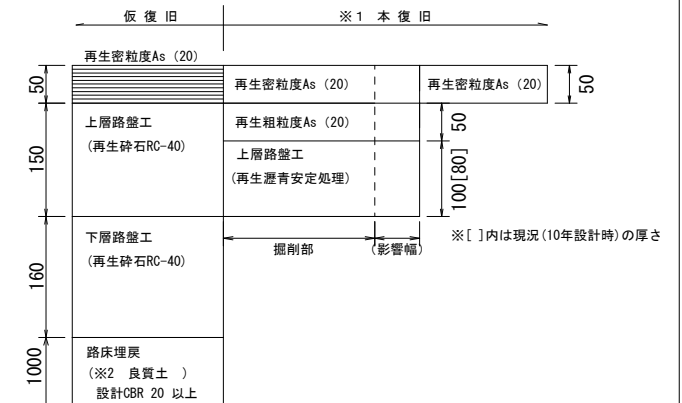 仮 復 旧
※1 本 復 旧
再生密粒度As (20)
50
再生密粒度As (20)
再生密粒度As (20)
50
上層路盤工
(再生砕石RC-40)
150
再生粗粒度As (20)
50
上層路盤工
(再生瀝青安定処理)
100[80]
※[ ]内は現況(10年設計時)の厚さ
掘削部
(影響幅)
下層路盤工
(再生砕石RC-40)
160
路床埋戻
(※2 良質土 )
設計CBR 20 以上
1000